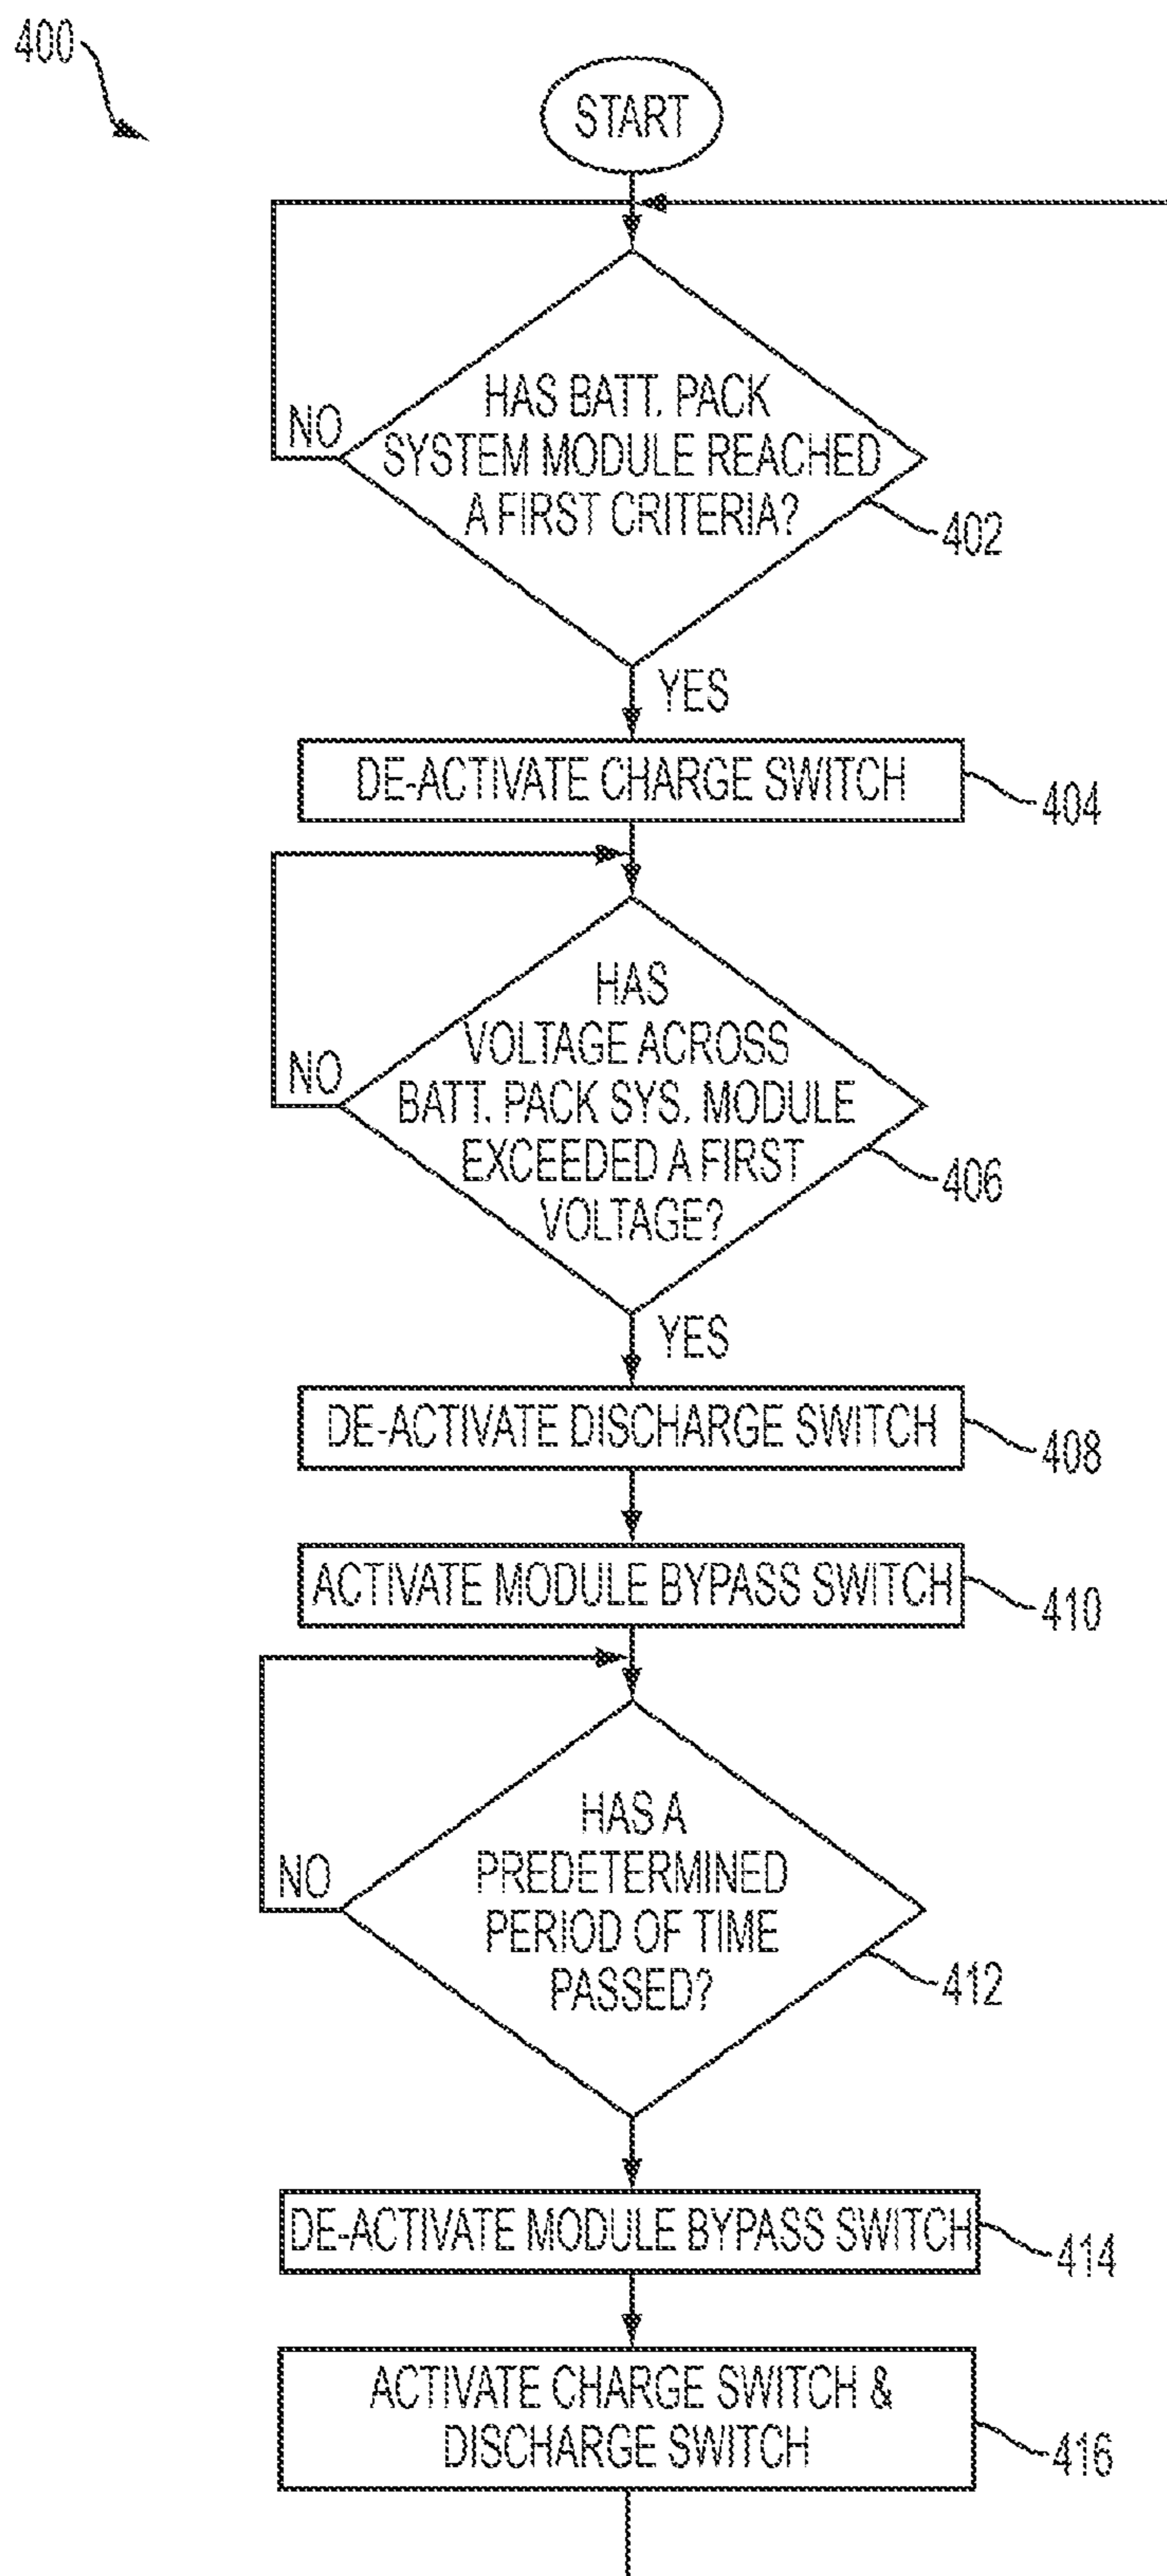 400
START
HAS BATT. PACK
SYSTEM MODULE REACHED
A FIRST CRITERIA?
NO
402
YES
DE-ACTIVATE CHARGE SWITCH
404
HAS
VOLTAGE ACROSS
BATT. PACK SYS. MODULE
EXCEEDED A FIRST
VOLTAGE?
NO
406
YES
DE-ACTIVATE DISCHARGE SWITCH
408
ACTIVATE MODULE BYPASS SWITCH
410
HAS A
PREDETERMINED
PERIOD OF TIME
PASSED?
NO
412
DE-ACTIVATE MODULE BYPASS SWITCH
414
ACTIVATE CHARGE SWITCH &
DISCHARGE SWITCH
416